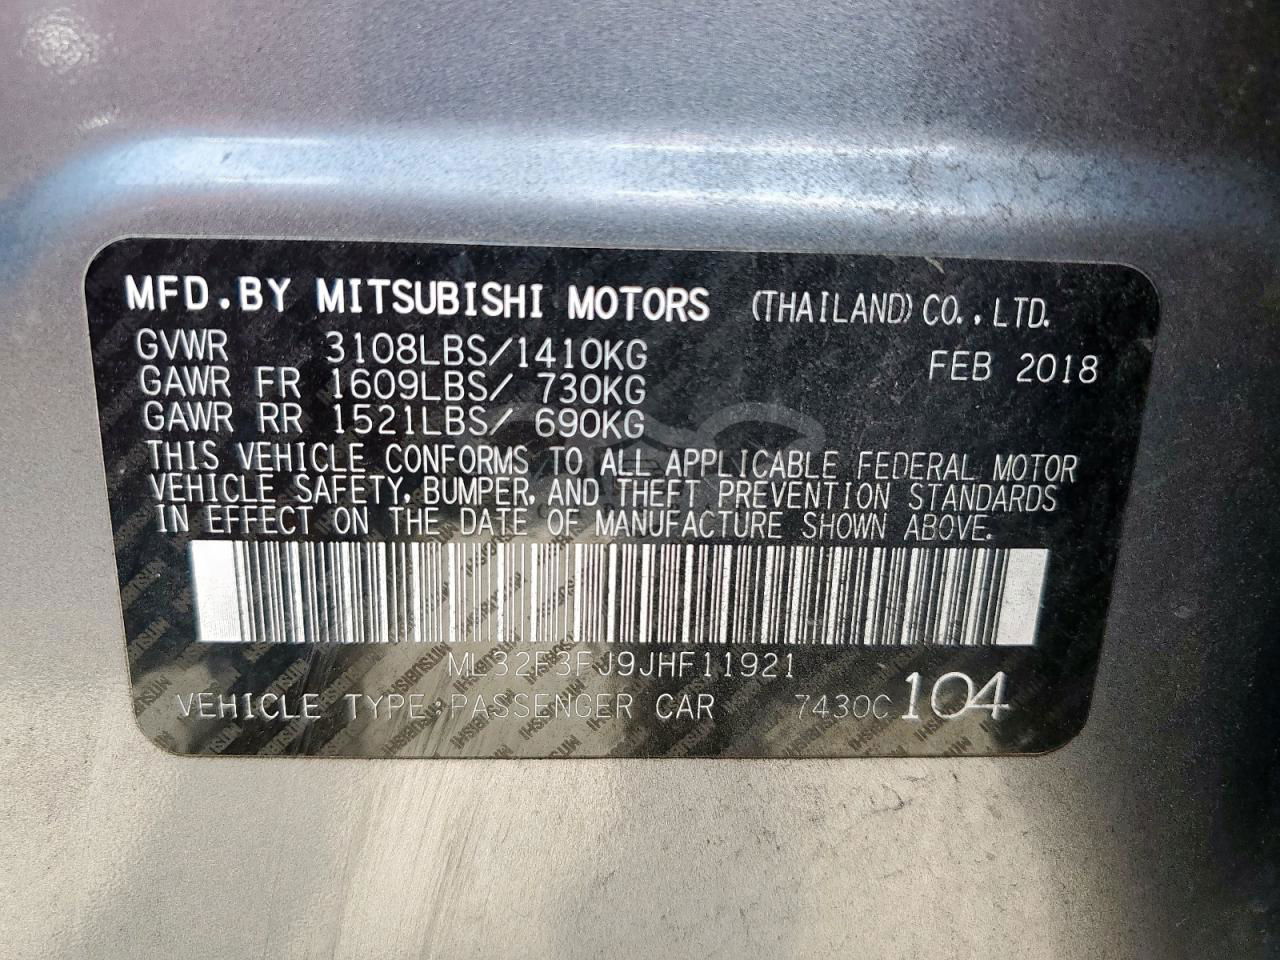 MFD.BY MITSUBISHI MOTORS (THAILAND) CO.,LTD.
GVWR 3108LBS/1410KG FEB 2018
GAWR FR 1609LBS/ 730KG
GAWR RR 1521LBS/ 690KG
THIS VEHICLE CONFORMS TO ALL APPLICABLE FEDERAL MOTOR
VEHICLE SAFETY, BUMPER, AND THEFT PREVENTION STANDARDS
IN EFFECT ON THE DATE OF MANUFACTURE SHOWN ABOVE.
ML32F3FJ9JHF11921
VEHICLE TYPE:PASSENGER CAR 7430C 104